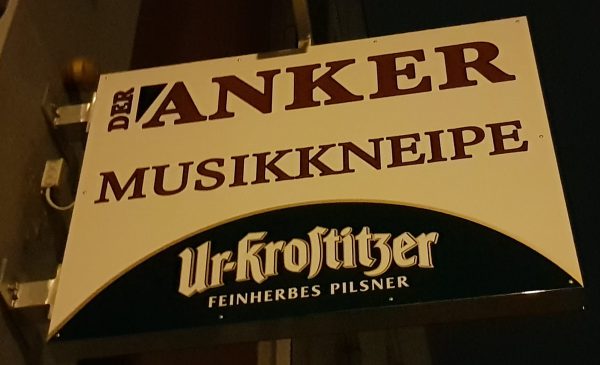 DER ANKER
MUSIKKNEIPE
Ur-Kroſtitzer
FEINHERBES PILSNER